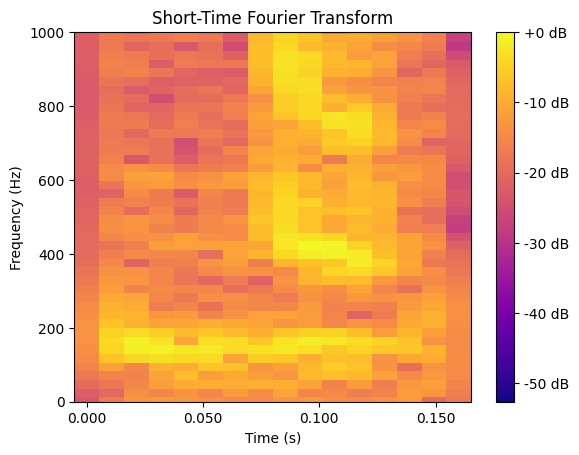 Short-Time Fourier Transform
1000
800
600
400
200
0
Frequency (Hz)
0.000
0.050
0.100
0.150
Time (s)
+0 dB
-10 dB
-20 dB
-30 dB
-40 dB
-50 dB